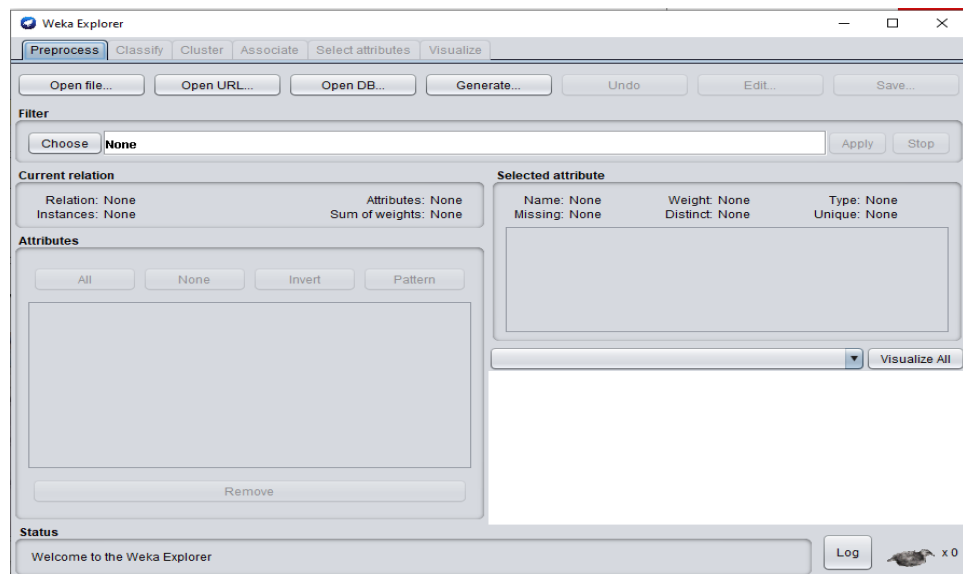 Weka Explorer
Preprocess Classify Cluster Associate Select attributes Visualize
Open file... Open URL... Open DB... Generate... Undo Edit... Save...
Filter
Choose None Apply Stop
Current relation
Relation: None Attributes: None
Instances: None Sum of weights: None
Selected attribute
Name: None Weight: None Type: None
Missing: None Distinct: None Unique: None
Attributes
All None Invert Pattern
Remove
Visualize All
Status
Welcome to the Weka Explorer
Log x 0